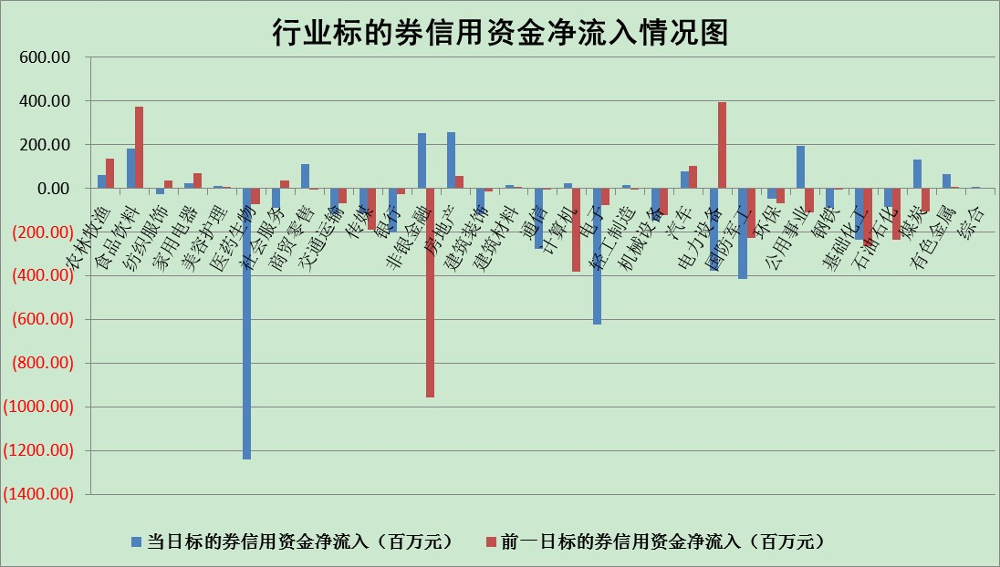 行业标的券信用资金净流入情况图
600.00
400.00
200.00
0.00
(200.00)
(400.00)
(600.00)
(800.00)
(1000.00)
(1200.00)
(1400.00)
农林牧渔
食品饮料
纺织服饰
家用电器
美容护理
医药生物
社会服务
商贸零售
交通运输
传媒
银行
非银金融
房地产
建筑装饰
建筑材料
通信
计算机
电子
轻工制造
机械设备
汽车
电力设备
国防军工
环保
公用事业
钢铁
基础化工
石油石化
煤炭
有色金属
综合
当日标的券信用资金净流入（百万元）
前一日标的券信用资金净流入（百万元）